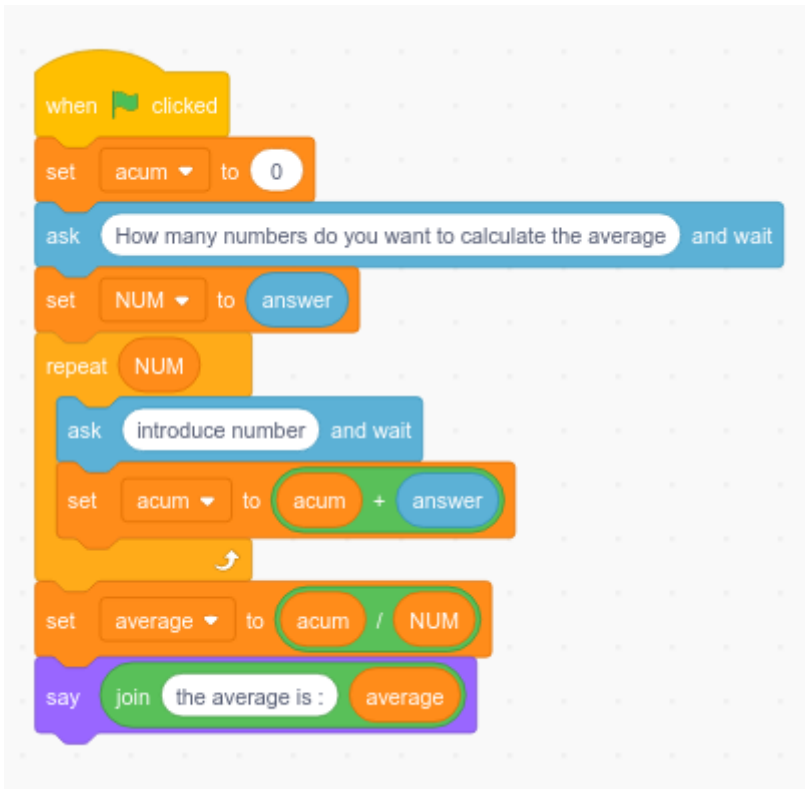 when clicked
set acum to 0
ask How many numbers do you want to calculate the average and wait
set NUM to answer
repeat NUM
ask introduce number and wait
set acum to acum + answer
set average to acum / NUM
say join the average is : average